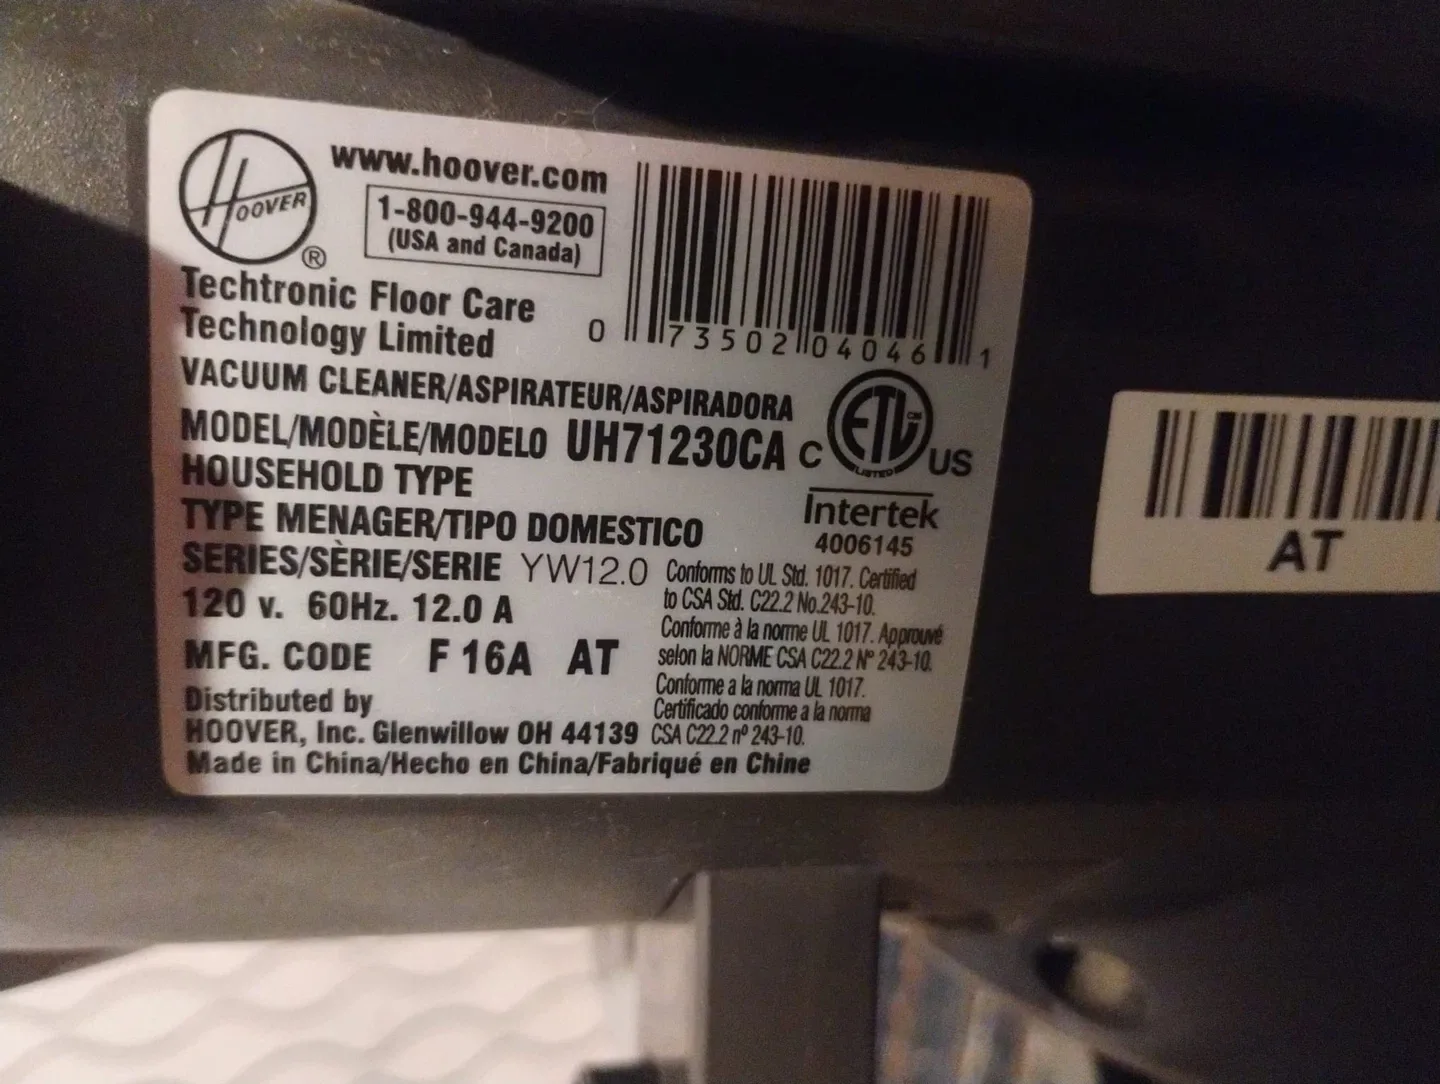 HOOVER
®
www.hoover.com
1-800-944-9200
(USA and Canada)
0 73502 04046 1
Techtronic Floor Care
Technology Limited
VACUUM CLEANER/ASPIRATEUR/ASPIRADORA
MODEL/MODÈLE/MODELO UH71230CA
HOUSEHOLD TYPE
TYPE MENAGER/TIPO DOMESTICO
SERIES/SÈRIE/SERIE YW12.0
120 v. 60Hz. 12.0 A
MFG. CODE F 16A AT
Distributed by
HOOVER, Inc. Glenwillow OH 44139
Made in China/Hecho en China/Fabriqué en Chine
C ETL CM US
LISTED
Intertek
4006145
Conforms to UL Std. 1017. Certified
to CSA Std. C22.2 No.243-10.
Conforme à la norme UL 1017. Approuvé
selon la NORME CSA C22.2 Nº 243-10.
Conforme a la norma UL 1017.
Certificado conforme a la norma
CSA C22.2 nº 243-10.
AT